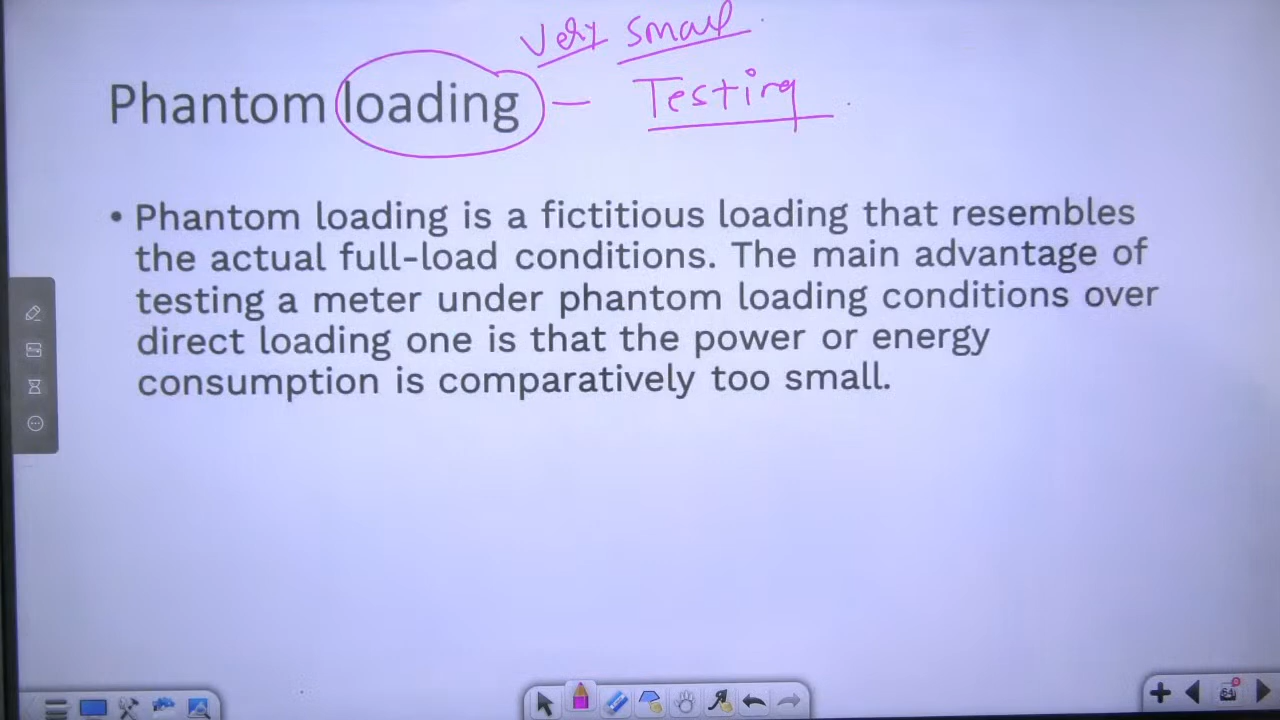 Very small
Phantom loading — Testing
• Phantom loading is a fictitious loading that resembles
the actual full-load conditions. The main advantage of
testing a meter under phantom loading conditions over
direct loading one is that the power or energy
consumption is comparatively too small.